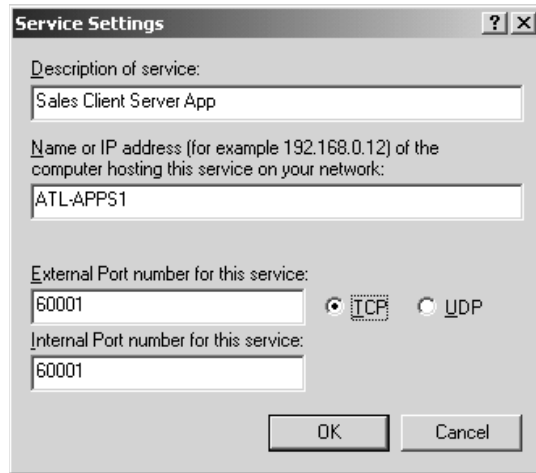 Service Settings
Description of service:
Sales Client Server App
Name or IP address (for example 192.168.0.12) of the
computer hosting this service on your network:
ATL-APPS1
External Port number for this service:
60001
TCP
UDP
Internal Port number for this service:
60001
OK
Cancel